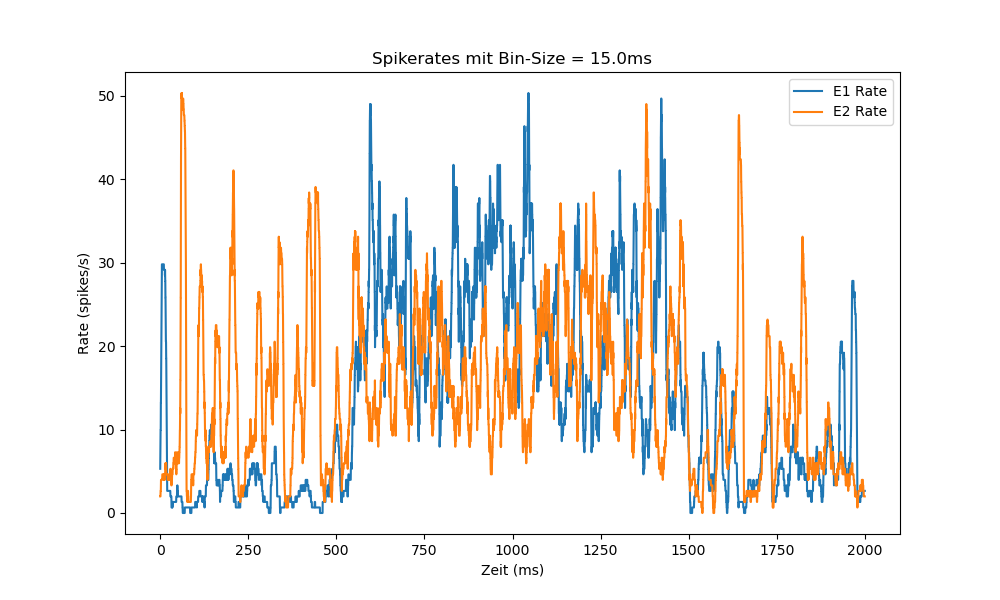 Spikerates mit Bin-Size = 15.0ms
E1 Rate
E2 Rate
Rate (spikes/s)
50
40
30
20
10
0
0 250 500 750 1000 1250 1500 1750 2000
Zeit (ms)